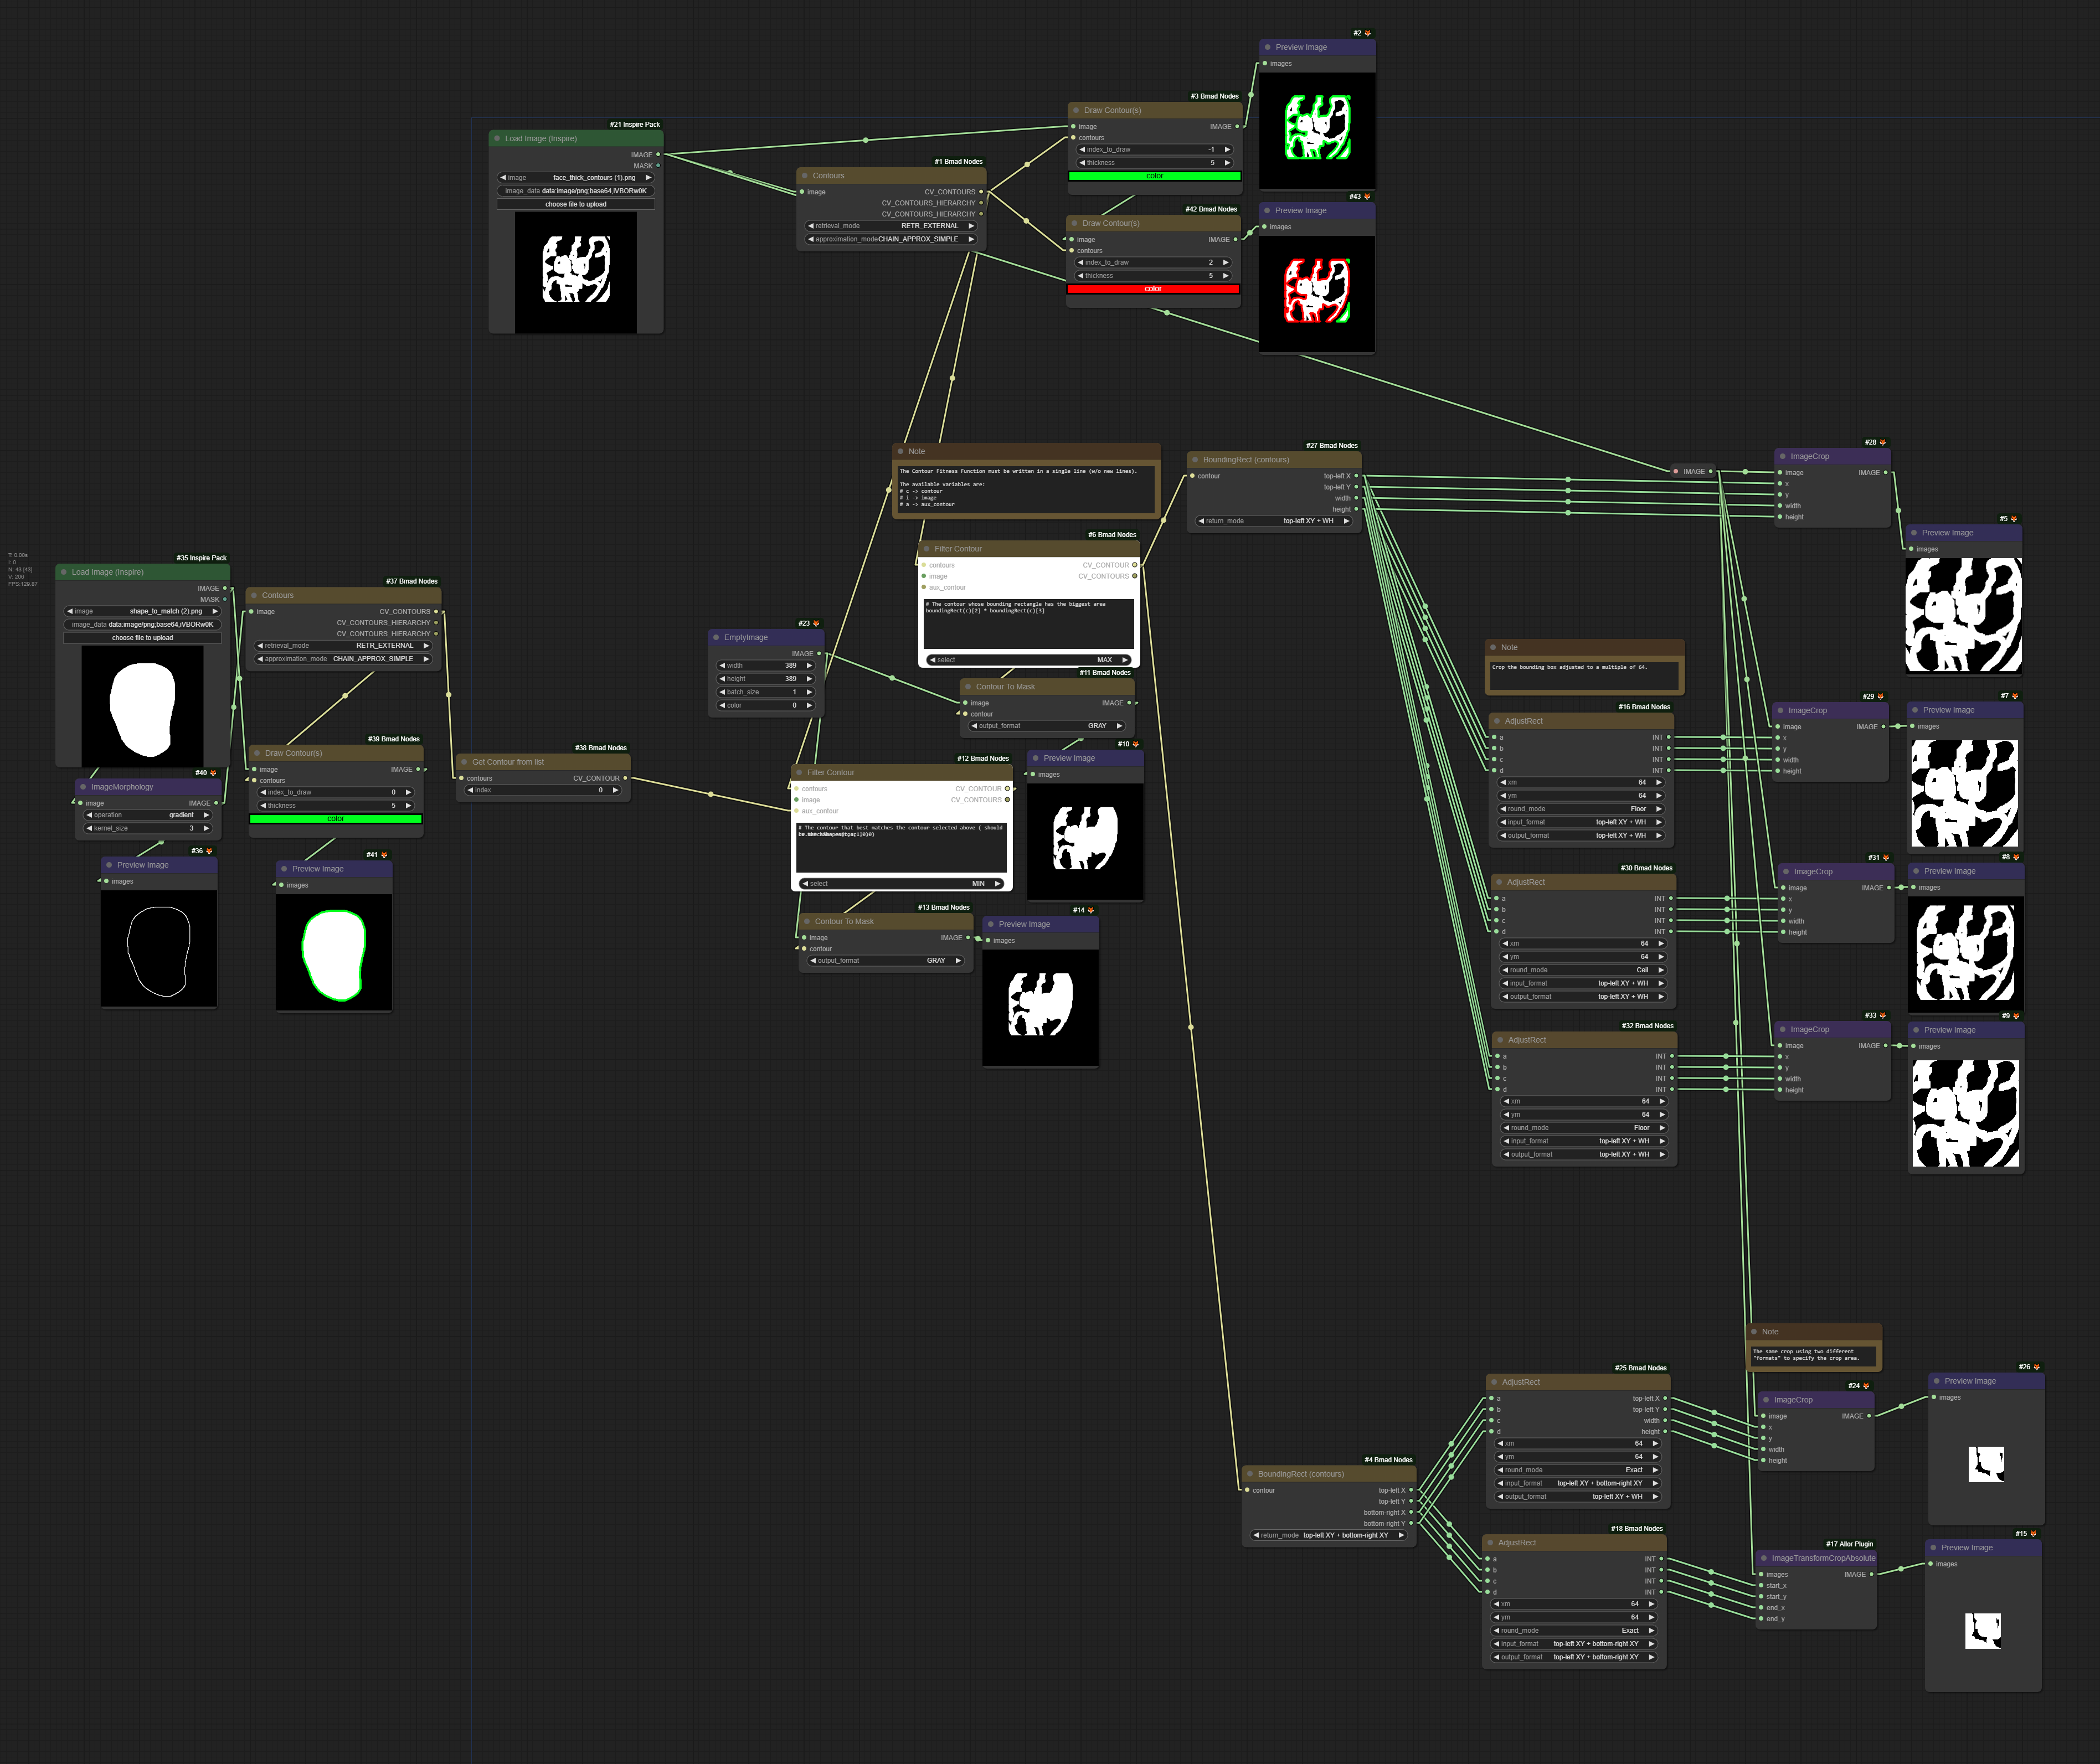 #2
Preview Image
images
#3 Bmad Nodes
Draw Contour(s)
image IMAGE
contours
index_to_draw -1
thickness 5
color
#21 Inspire Pack
Load Image (Inspire)
IMAGE
MASK
image face_thick_contours (1).png
image_data data:image/png;base64,iVBORw0K
choose file to upload
#1 Bmad Nodes
Contours
image CV_CONTOURS
CV_CONTOURS_HIERARCHY
CV_CONTOURS_HIERARCHY
retrieval_mode RETR_EXTERNAL
approximation_mode CHAIN_APPROX_SIMPLE
#42 Bmad Nodes
Draw Contour(s)
image IMAGE
contours
index_to_draw 2
thickness 5
color
#43
Preview Image
images
Note
The Contour Fitness Function must be written in a single line (w/o new lines).
The available variables are:
# c -> contour
# i -> image
# a -> aux_contour
#27 Bmad Nodes
BoundingRect (contours)
contour top-left X
top-left Y
width
height
return_mode top-left XY + WH
IMAGE
#28
ImageCrop
image IMAGE
x
y
width
height
#5
Preview Image
images
T: 0.00s
I: 0
N: 43 [43]
V: 208
#35 Inspire Pack
Load Image (Inspire)
IMAGE
MASK
image shape_to_match (2).png
image_data data:image/png;base64,iVBORw0K
choose file to upload
#37 Bmad Nodes
Contours
image CV_CONTOURS
CV_CONTOURS_HIERARCHY
CV_CONTOURS_HIERARCHY
retrieval_mode RETR_EXTERNAL
approximation_mode CHAIN_APPROX_SIMPLE
#6 Bmad Nodes
Filter Contour
contours CV_CONTOUR
image CV_CONTOURS
aux_contour
# The contour whose bounding rectangle has the biggest area
boundingRect(c)[2] * boundingRect(c)[3]
select MAX
#23
EmptyImage
IMAGE
width 389
height 389
batch_size 1
color 0
#11 Bmad Nodes
Contour To Mask
image IMAGE
contour
output_format GRAY
#10
Preview Image
images
#39 Bmad Nodes
Draw Contour(s)
image IMAGE
contours
index_to_draw 0
thickness 5
color
#38 Bmad Nodes
Get Contour from list
contours CV_CONTOUR
index 0
#40
ImageMorphology
image IMAGE
operation gradient
kernel_size 3
#36
Preview Image
images
#41
Preview Image
images
#12 Bmad Nodes
Filter Contour
contours CV_CONTOUR
image CV_CONTOURS
aux_contour
# The contour that best matches the contour selected above ( should
select MIN
#13 Bmad Nodes
Contour To Mask
image IMAGE
contour
output_format GRAY
#14
Preview Image
images
Note
Crop the bounding box adjusted to a multiple of 64.
#16 Bmad Nodes
AdjustRect
a INT
b INT
c INT
d INT
xm 64
ym 64
round_mode Floor
input_format top-left XY + WH
output_format top-left XY + WH
#29
ImageCrop
image IMAGE
x
y
width
height
#7
Preview Image
images
#30 Bmad Nodes
AdjustRect
a INT
b INT
c INT
d INT
xm 64
ym 64
round_mode Ceil
input_format top-left XY + WH
output_format top-left XY + WH
#31
ImageCrop
image IMAGE
x
y
width
height
#8
Preview Image
images
#32 Bmad Nodes
AdjustRect
a INT
b INT
c INT
d INT
xm 64
ym 64
round_mode Floor
input_format top-left XY + WH
output_format top-left XY + WH
#33
ImageCrop
image IMAGE
x
y
width
height
#9
Preview Image
images
Note
The same crop using two different
"formats" to specify the crop area.
#4 Bmad Nodes
BoundingRect (contours)
contour top-left X
top-left Y
bottom-right X
bottom-right Y
return_mode top-left XY + bottom-right XY
#25 Bmad Nodes
AdjustRect
a top-left X
b top-left Y
c width
d height
xm 64
ym 64
round_mode Exact
input_format top-left XY + bottom-right XY
output_format top-left XY + WH
#24
ImageCrop
image IMAGE
x
y
width
height
#26
Preview Image
images
#18 Bmad Nodes
AdjustRect
a INT
b INT
c INT
d INT
xm 64
ym 64
round_mode Exact
input_format top-left XY + bottom-right XY
output_format top-left XY + bottom-right XY
#17 Allor Plugin
ImageTransformCropAbsolute
images IMAGE
start_x
start_y
end_x
end_y
#15
Preview Image
images